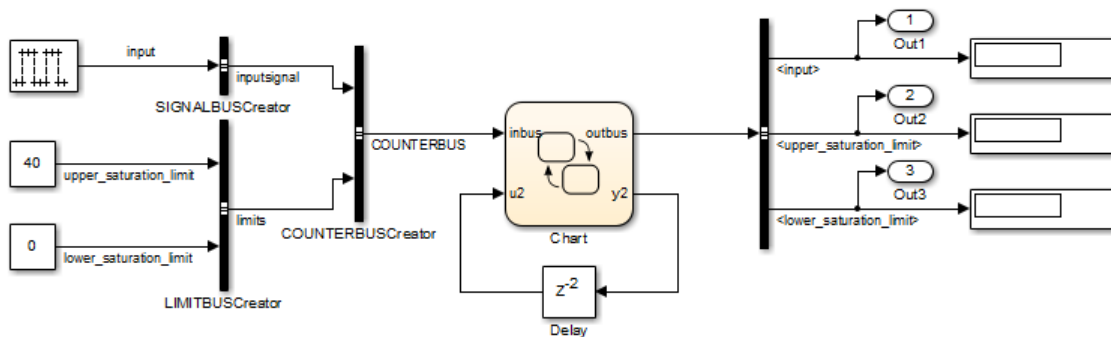 input
inputsignal
SIGNALBUSCreator
40
upper_saturation_limit
limits
0
lower_saturation_limit
LIMITBUSCreator
COUNTERBUS
COUNTERBUSCreator
inbus
outbus
u2
y2
Chart
Z-2
Delay
1
Out1
<input>
2
Out2
<upper_saturation_limit>
3
Out3
<lower_saturation_limit>